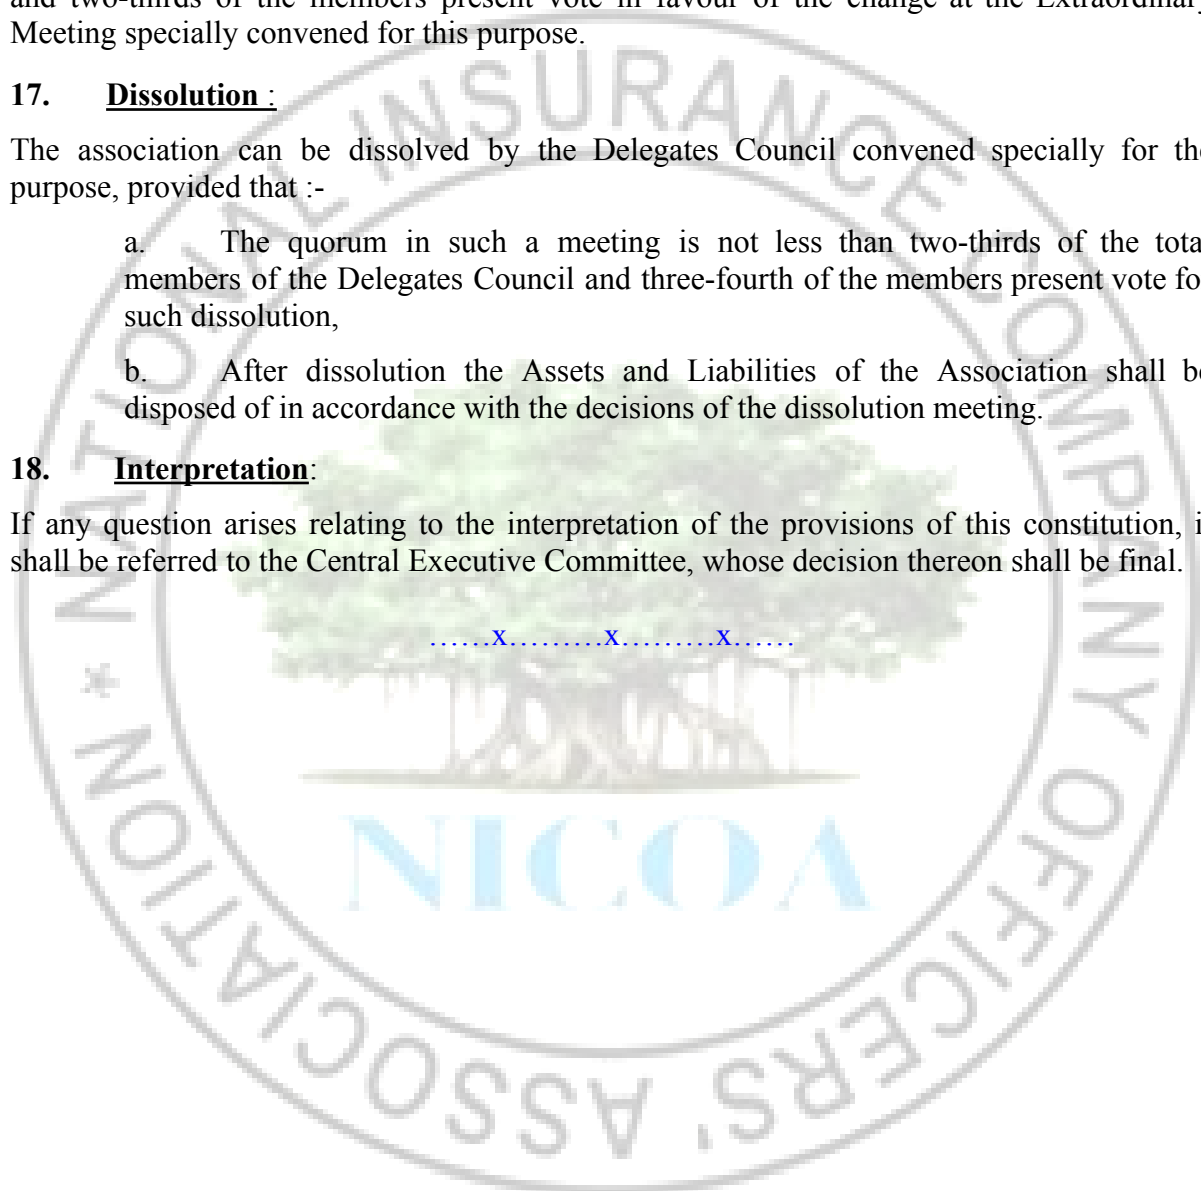 and two-thirds of the members present vote in favour of the change at the Extraordinary
Meeting specially convened for this purpose.
17. Dissolution :
The association can be dissolved by the Delegates Council convened specially for the
purpose, provided that :-
a. The quorum in such a meeting is not less than two-thirds of the total
members of the Delegates Council and three-fourth of the members present vote for
such dissolution,
b. After dissolution the Assets and Liabilities of the Association shall be
disposed of in accordance with the decisions of the dissolution meeting.
18. Interpretation:
If any question arises relating to the interpretation of the provisions of this constitution, it
shall be referred to the Central Executive Committee, whose decision thereon shall be final.
……x………x………x……
* NATIONAL INSURANCE COMPANY OFFICERS' ASSOCIATION
NICOA